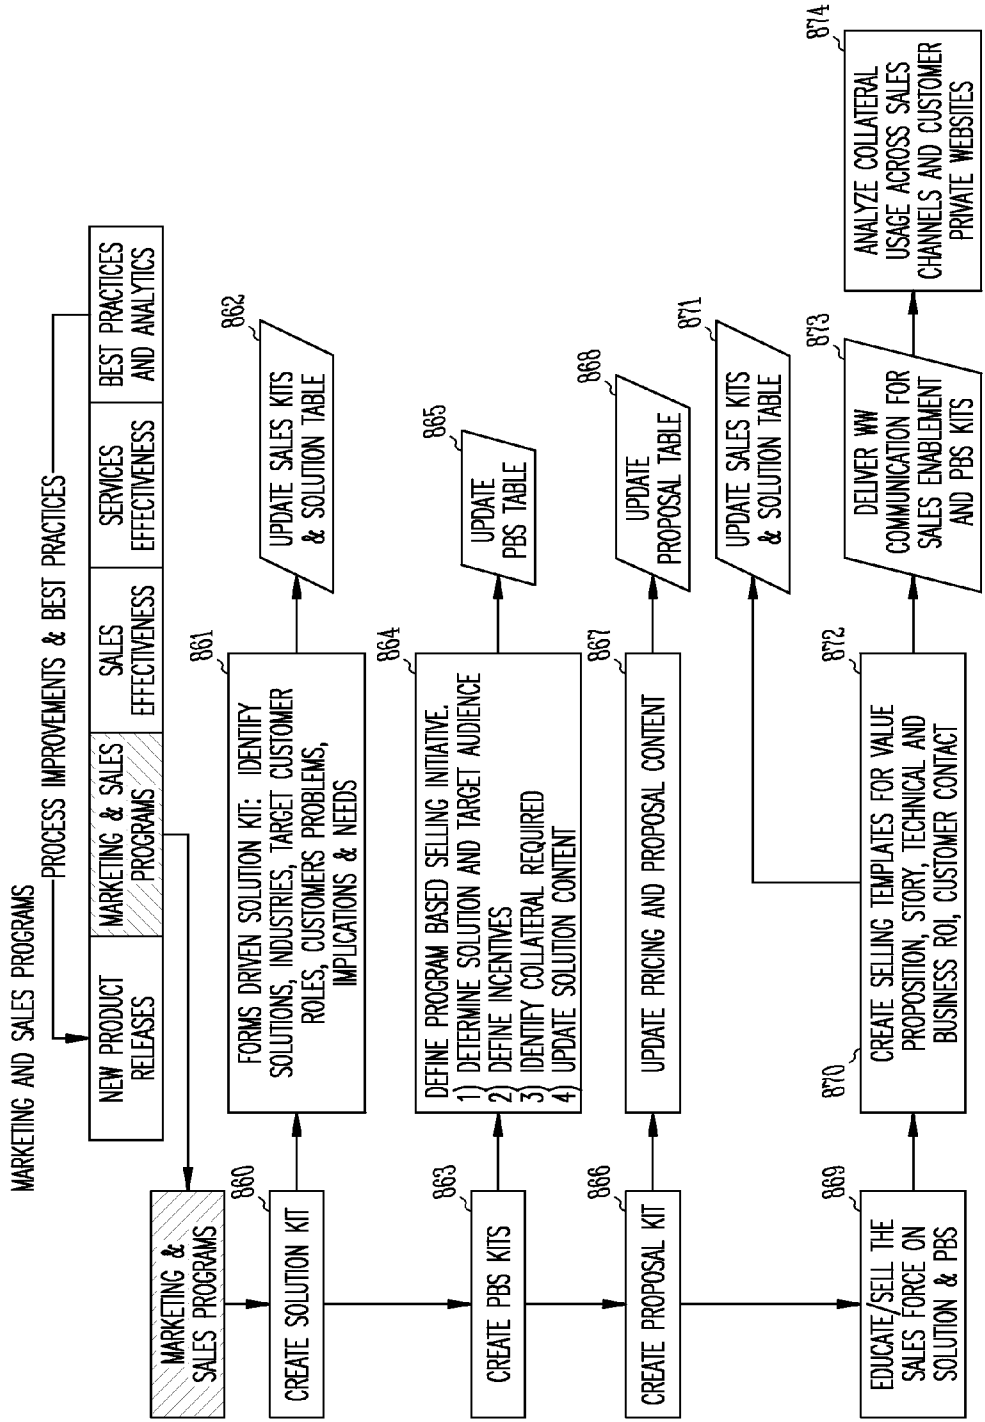 MARKETING AND SALES PROGRAMS
PROCESS IMPROVEMENTS & BEST PRACTICES
NEW PRODUCT
RELEASES
MARKETING & SALES
PROGRAMS
SALES
EFFECTIVENESS
SERVICES
EFFECTIVENESS
BEST PRACTICES
AND ANALYTICS
MARKETING &
SALES PROGRAMS
860
CREATE SOLUTION KIT
861
FORMS DRIVEN SOLUTION KIT: IDENTIFY
SOLUTIONS, INDUSTRIES, TARGET CUSTOMER
ROLES, CUSTOMERS PROBLEMS,
IMPLICATIONS & NEEDS
862
UPDATE SALES KITS
& SOLUTION TABLE
863
CREATE PBS KITS
864
DEFINE PROGRAM BASED SELLING INITIATIVE.
1) DETERMINE SOLUTION AND TARGET AUDIENCE
2) DEFINE INCENTIVES
3) IDENTIFY COLLATERAL REQUIRED
4) UPDATE SOLUTION CONTENT
865
UPDATE
PBS TABLE
866
CREATE PROPOSAL KIT
867
UPDATE PRICING AND PROPOSAL CONTENT
868
UPDATE
PROPOSAL TABLE
871
UPDATE SALES KITS
& SOLUTION TABLE
869
EDUCATE/SELL THE
SALES FORCE ON
SOLUTION & PBS
870
872
CREATE SELLING TEMPLATES FOR VALUE
PROPOSITION, STORY, TECHNICAL AND
BUSINESS ROI, CUSTOMER CONTACT
873
DELIVER WW
COMMUNICATION FOR
SALES ENABLEMENT
AND PBS KITS
874
ANALYZE COLLATERAL
USAGE ACROSS SALES
CHANNELS AND CUSTOMER
PRIVATE WEBSITES